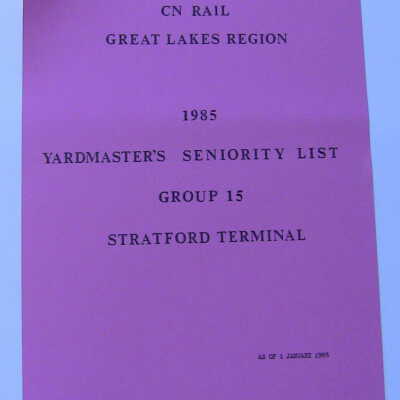 CN RAIL
GREAT LAKES REGION
1985
YARDMASTER'S SENIORITY LIST
GROUP 15
STRATFORD TERMINAL
AS OF 1 JANUARY 1985